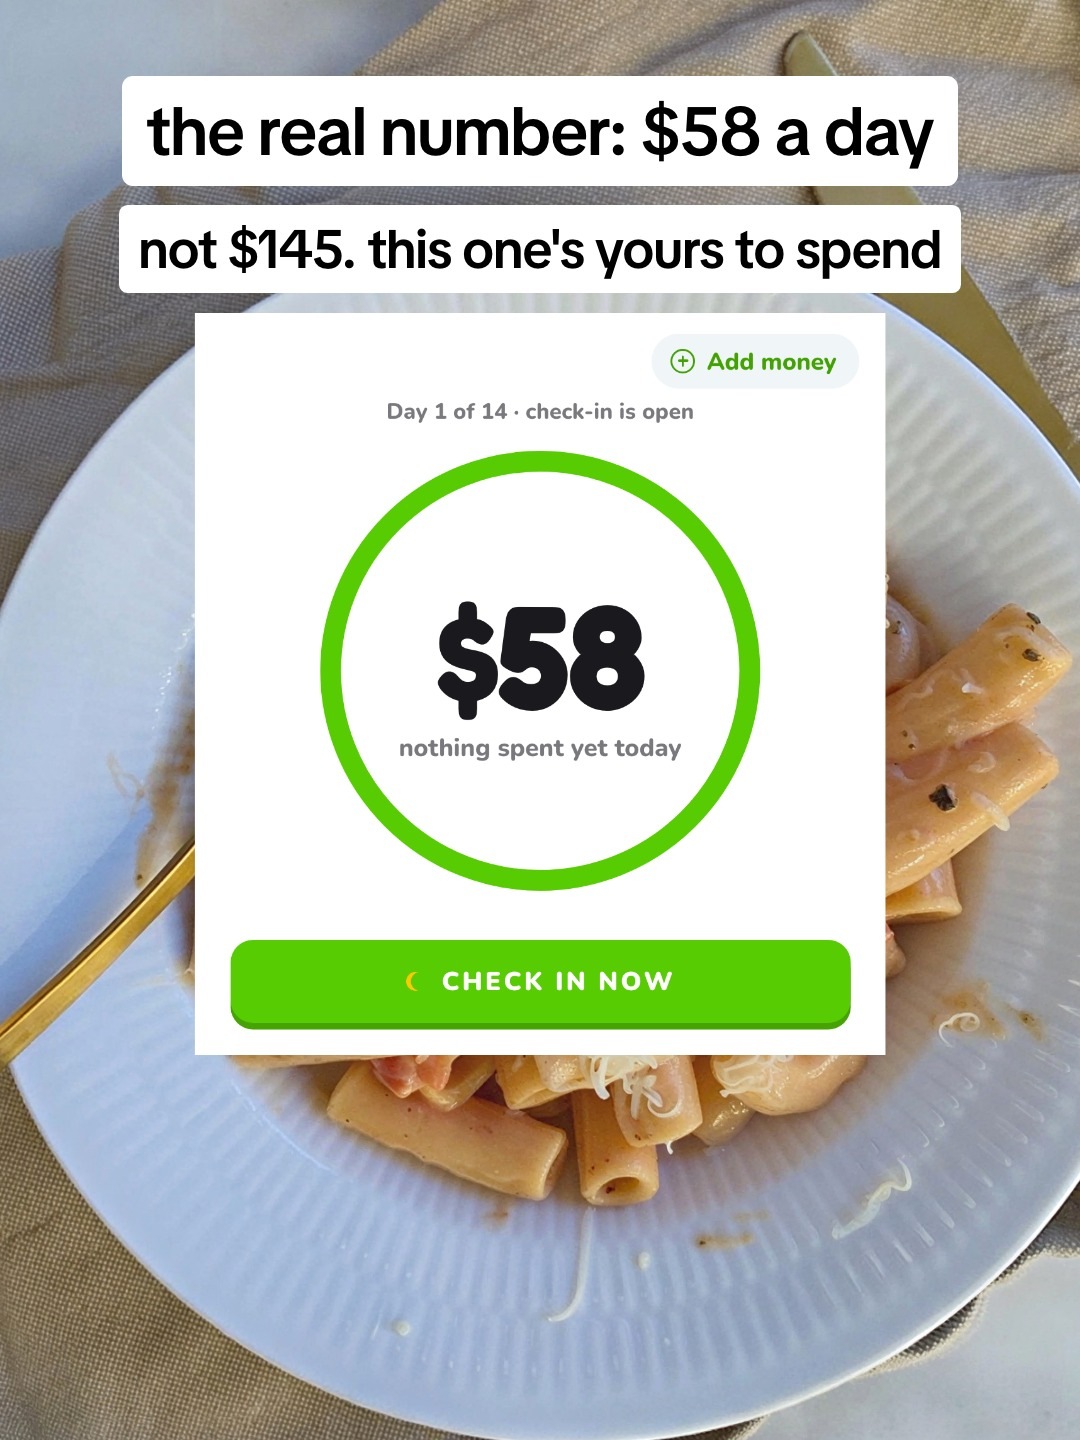 the real number: $58 a day
not $145. this one's yours to spend
Add money
Day 1 of 14 · check-in is open
$58
nothing spent yet today
CHECK IN NOW